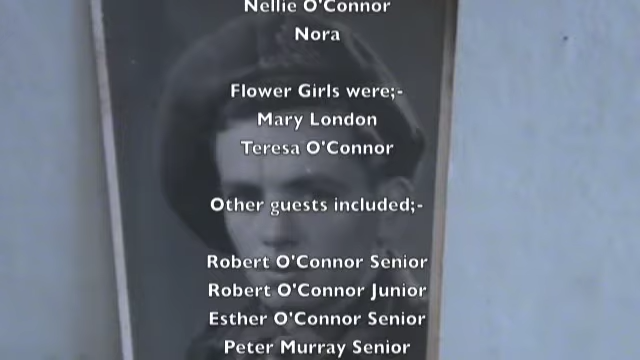 Nellie O'Connor
Nora
Flower Girls were;-
Mary London
Teresa O'Connor
Other guests included;-
Robert O'Connor Senior
Robert O'Connor Junior
Esther O'Connor Senior
Peter Murray Senior